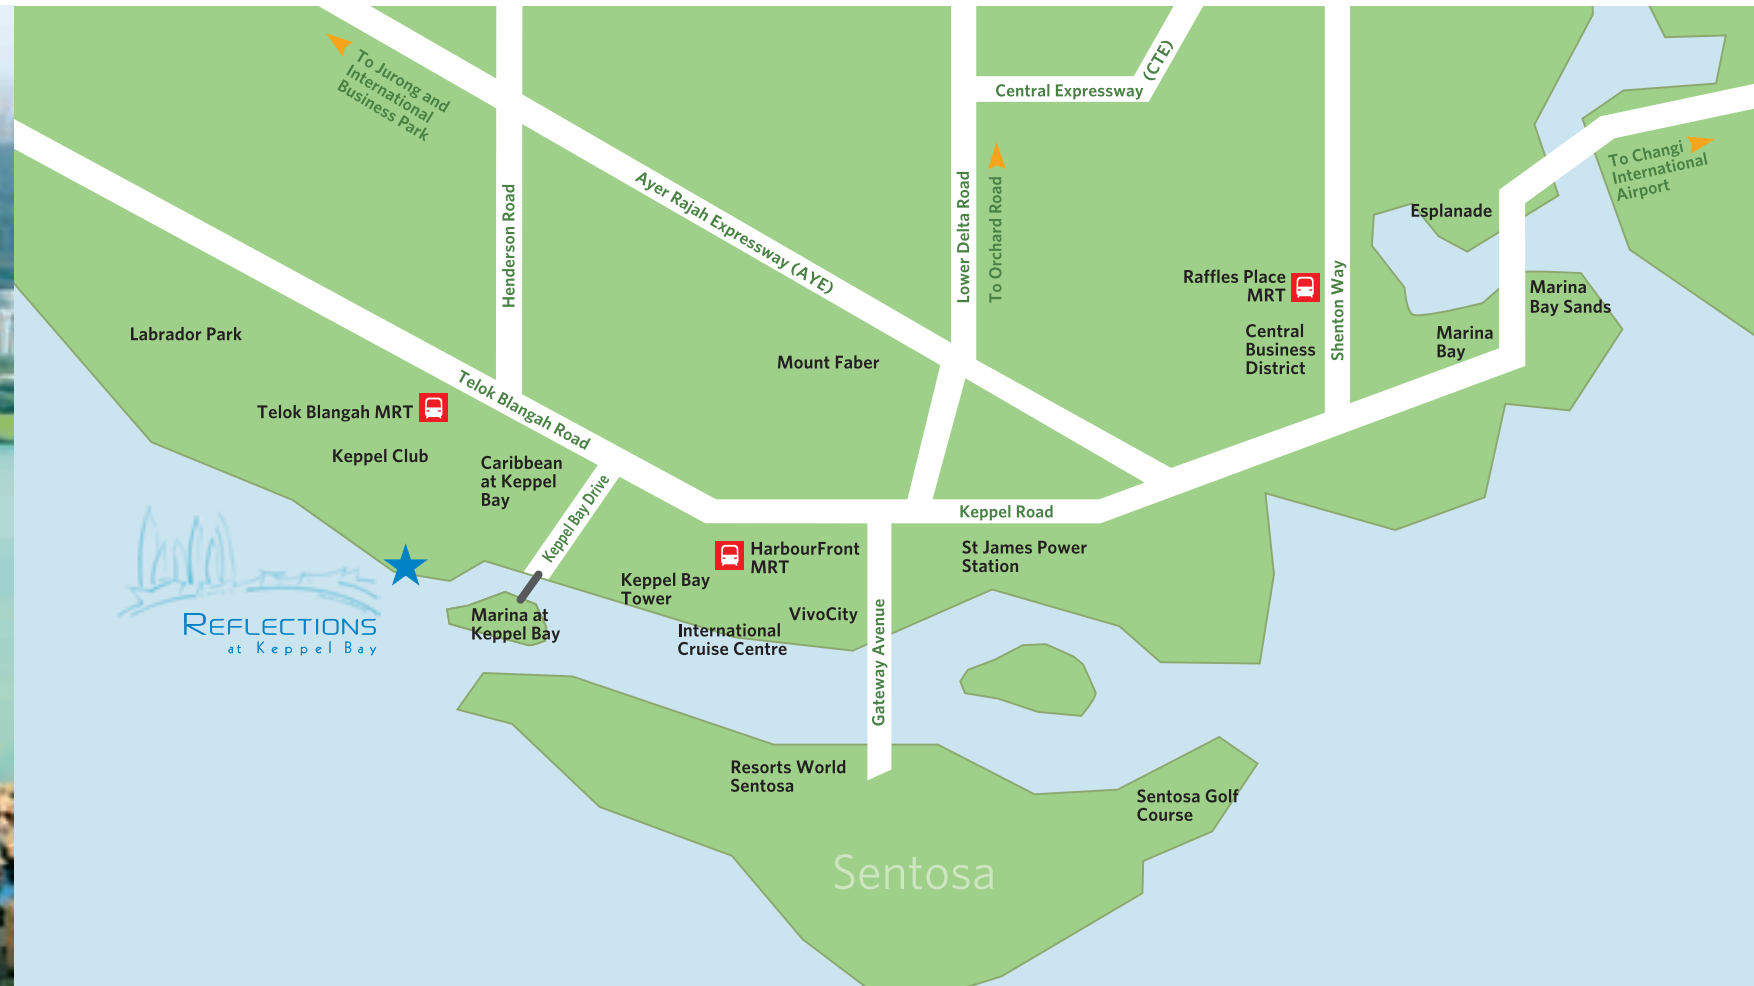 To Jurong and
International
Business Park
Central Expressway
(CTE)
Henderson Road
Ayer Rajah Expressway (AYE)
Lower Delta Road
To Orchard Road
To Changi
International
Airport
Esplanade
Raffles Place
MRT
Shenton Way
Marina
Bay Sands
Central
Business
District
Marina
Bay
Labrador Park
Mount Faber
Telok Blangah Road
Telok Blangah MRT
Keppel Club
Caribbean
at Keppel
Bay
Keppel Bay Drive
Keppel Road
HarbourFront
MRT
St James Power
Station
Keppel Bay
Tower
VivoCity
International
Cruise Centre
Gateway Avenue
Marina at
Keppel Bay
REFLECTIONS
at Keppel Bay
Resorts World
Sentosa
Sentosa Golf
Course
Sentosa